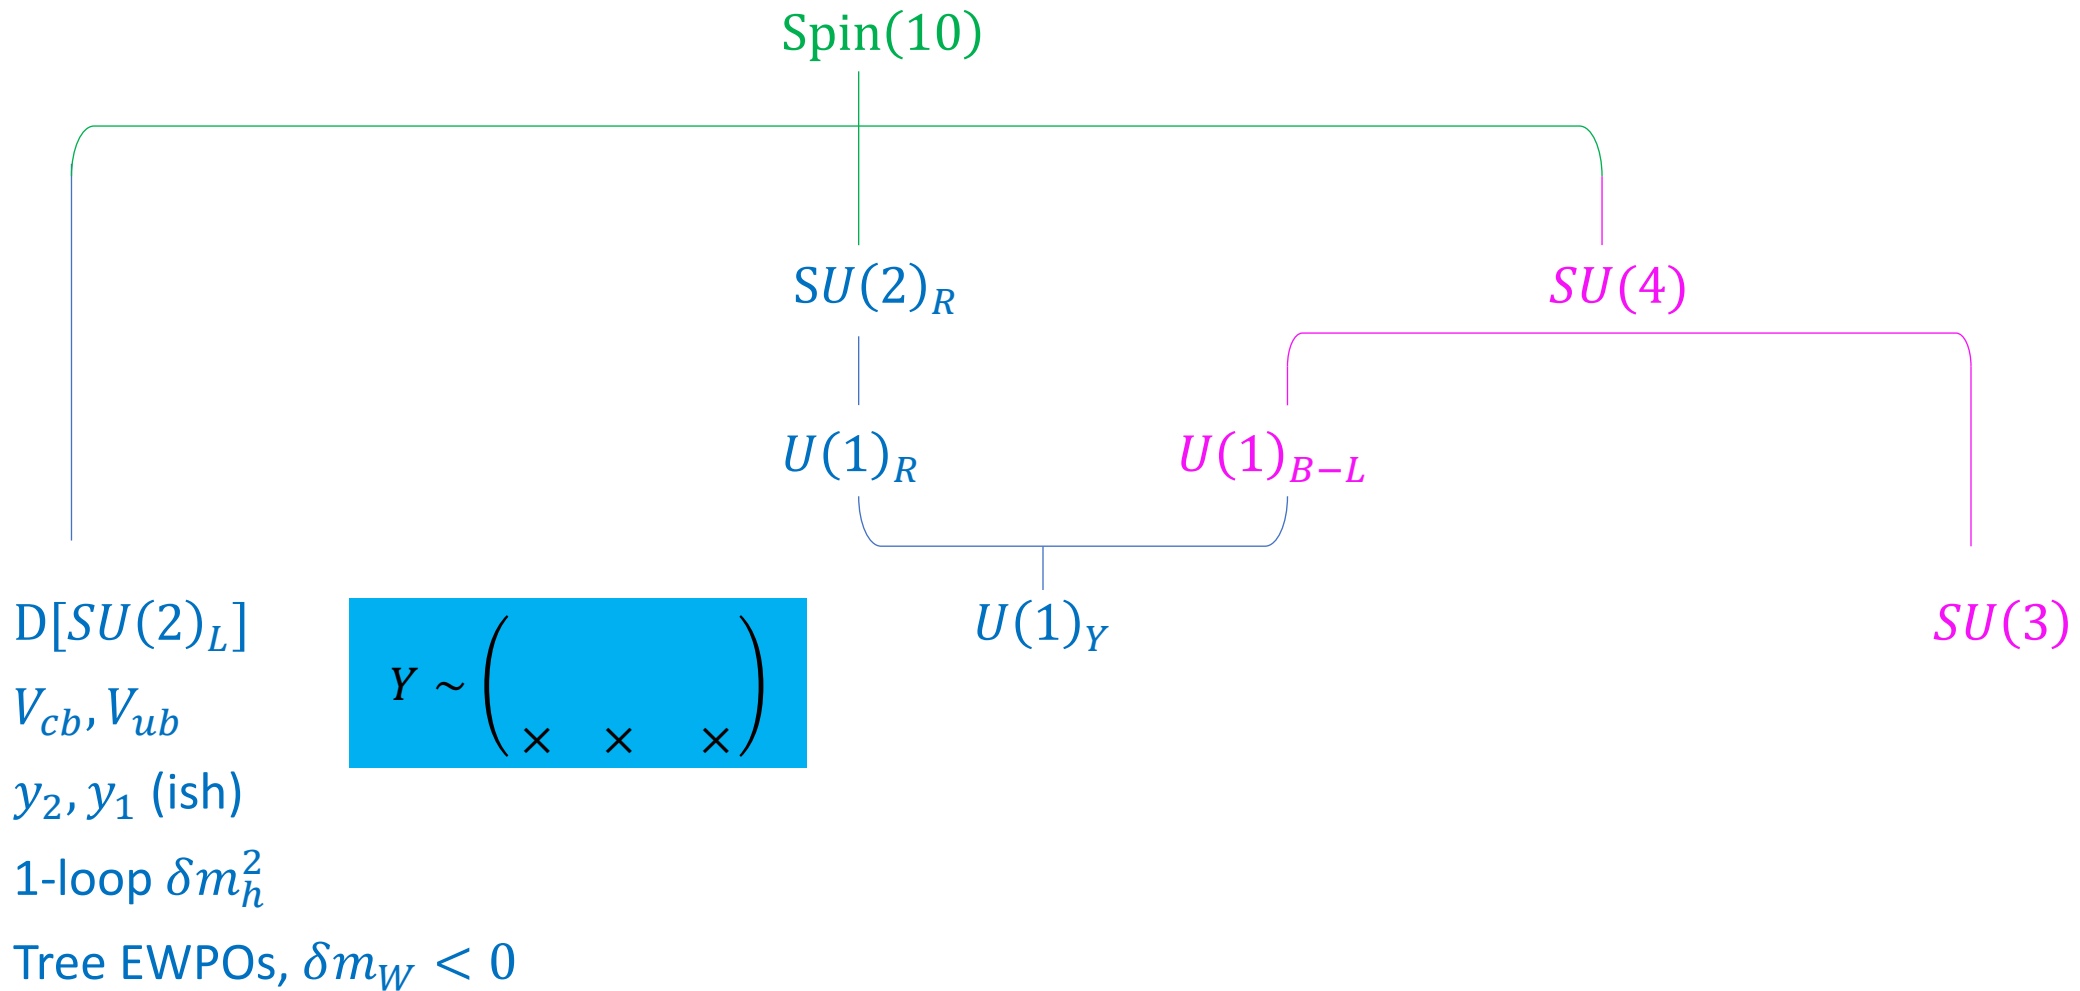 Spin(10)
SU(2)_R
SU(4)
U(1)_R
U(1)_{B−L}
D[SU(2)_L]
U(1)_Y
SU(3)
Y ~ ( × × × )
V_{cb}, V_{ub}
y_2, y_1 (ish)
1-loop δm_h^2
Tree EWPOs, δm_W < 0